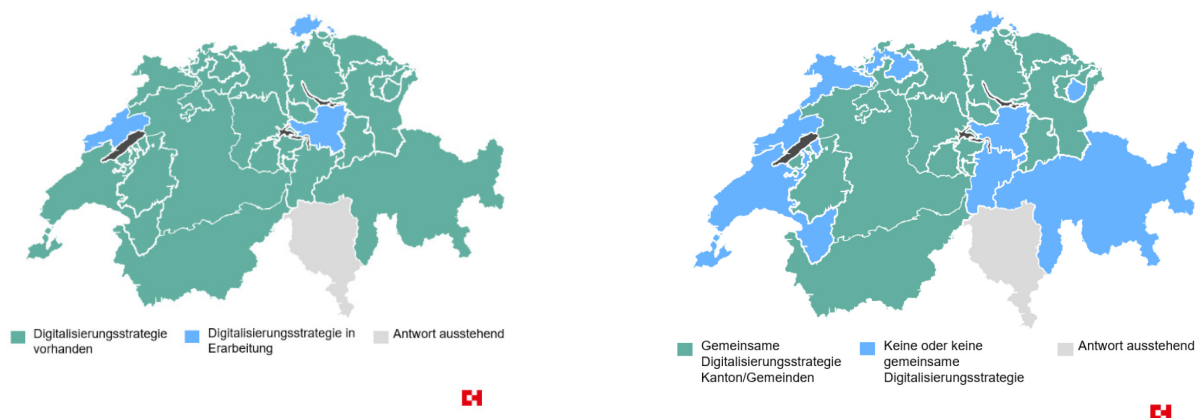 Digitalisierungsstrategie
vorhanden
Digitalisierungsstrategie in
Erarbeitung
Antwort ausstehend
Gemeinsame
Digitalisierungsstrategie
Kanton/Gemeinden
Keine oder keine
gemeinsame
Digitalisierungsstrategie
Antwort ausstehend